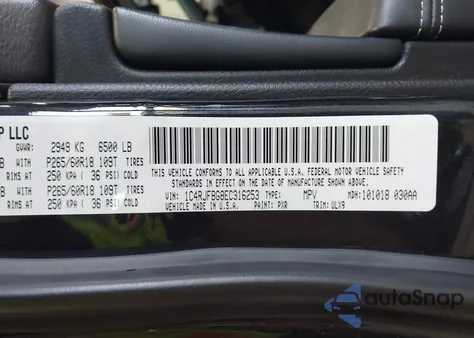 P LLC
GVWR: 2949 KG 6500 LB
B WITH P265/60R18 109T TIRES
S AT 250 KPA ( 36 PSI) COLD
B WITH P265/60R18 109T TIRES
S AT 250 KPA ( 36 PSI) COLD
THIS VEHICLE CONFORMS TO ALL APPLICABLE U.S.A. FEDERAL MOTOR VEHICLE SAFETY
STANDARDS IN EFFECT ON THE DATE OF MANUFACTURE SHOWN ABOVE.
VIN: 1C4RJFBG8EC316253 TYPE: MPV MDH: 101018 030AA
VEHICLE MADE IN U.S.A. PAINT: PXR TRIM: ULX9
autoSnap